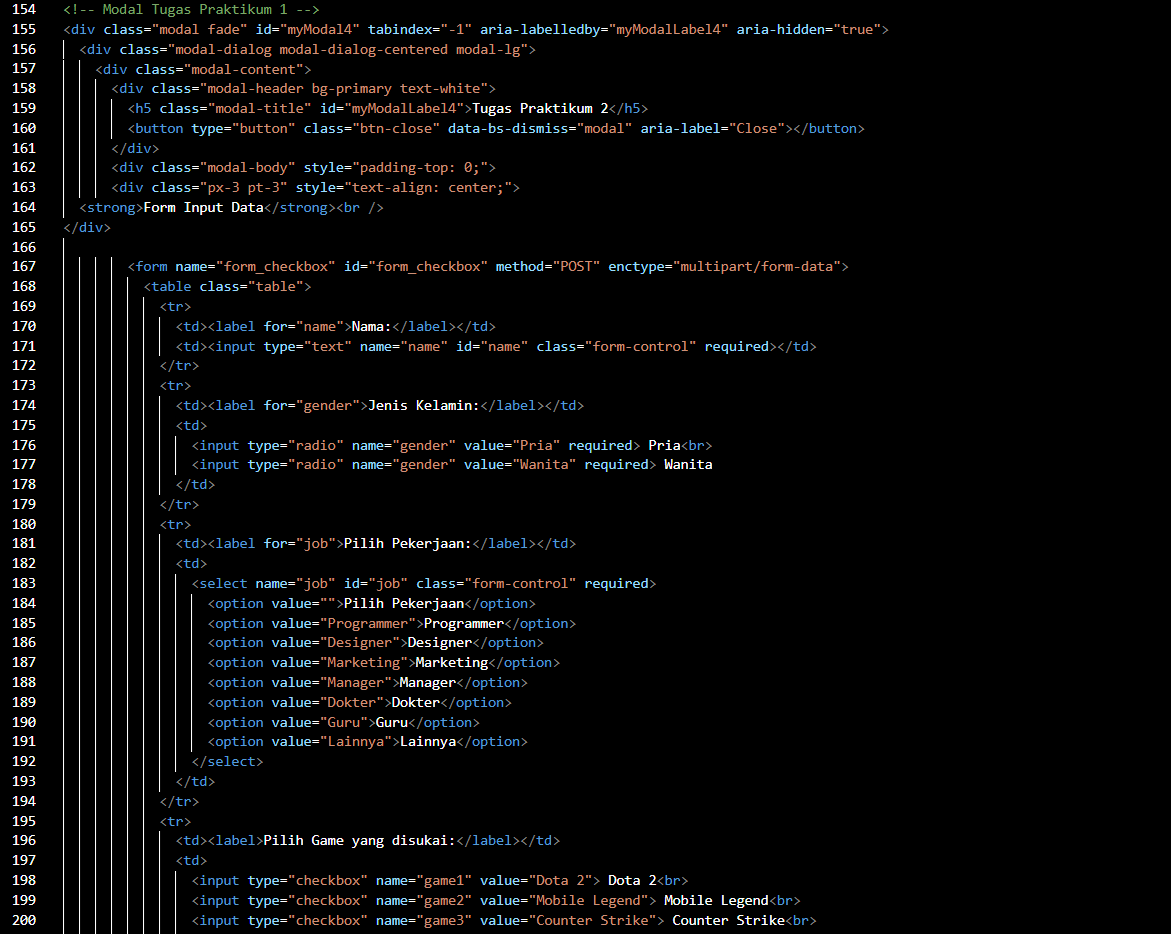 154 <!-- Modal Tugas Praktikum 1 -->
155 <div class="modal fade" id="myModal4" tabindex="-1" aria-labelledby="myModalLabel4" aria-hidden="true">
156 <div class="modal-dialog modal-dialog-centered modal-lg">
157 <div class="modal-content">
158 <div class="modal-header bg-primary text-white">
159 <h5 class="modal-title" id="myModalLabel4">Tugas Praktikum 2</h5>
160 <button type="button" class="btn-close" data-bs-dismiss="modal" aria-label="Close"></button>
161 </div>
162 <div class="modal-body" style="padding-top: 0;">
163 <div class="px-3 pt-3" style="text-align: center;">
164 <strong>Form Input Data</strong><br />
165 </div>
166
167 <form name="form_checkbox" id="form_checkbox" method="POST" enctype="multipart/form-data">
168 <table class="table">
169 <tr>
170 <td><label for="name">Nama:</label></td>
171 <td><input type="text" name="name" id="name" class="form-control" required></td>
172 </tr>
173 <tr>
174 <td><label for="gender">Jenis Kelamin:</label></td>
175 <td>
176 <input type="radio" name="gender" value="Pria" required> Pria<br>
177 <input type="radio" name="gender" value="Wanita" required> Wanita
178 </td>
179 </tr>
180 <tr>
181 <td><label for="job">Pilih Pekerjaan:</label></td>
182 <td>
183 <select name="job" id="job" class="form-control" required>
184 <option value="">Pilih Pekerjaan</option>
185 <option value="Programmer">Programmer</option>
186 <option value="Designer">Designer</option>
187 <option value="Marketing">Marketing</option>
188 <option value="Manager">Manager</option>
189 <option value="Dokter">Dokter</option>
190 <option value="Guru">Guru</option>
191 <option value="Lainnya">Lainnya</option>
192 </select>
193 </td>
194 </tr>
195 <tr>
196 <td><label>Pilih Game yang disukai:</label></td>
197 <td>
198 <input type="checkbox" name="game1" value="Dota 2"> Dota 2<br>
199 <input type="checkbox" name="game2" value="Mobile Legend"> Mobile Legend<br>
200 <input type="checkbox" name="game3" value="Counter Strike"> Counter Strike<br>